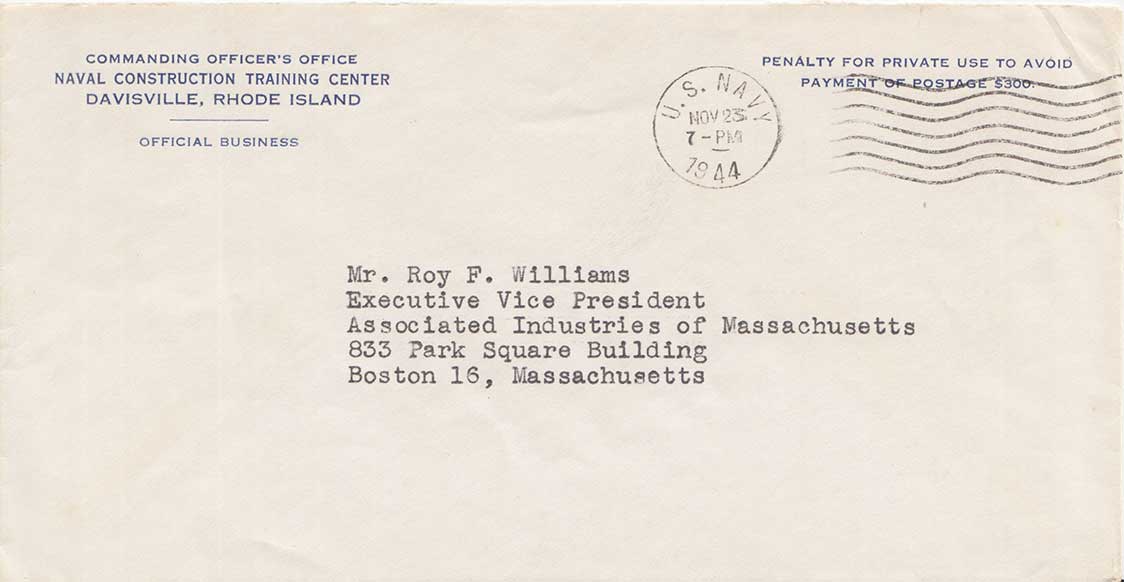 COMMANDING OFFICER'S OFFICE
NAVAL CONSTRUCTION TRAINING CENTER
DAVISVILLE, RHODE ISLAND
OFFICIAL BUSINESS
PENALTY FOR PRIVATE USE TO AVOID
PAYMENT OF POSTAGE $300.
U.S. NAVY
NOV 23
7-PM
1944
Mr. Roy F. Williams
Executive Vice President
Associated Industries of Massachusetts
833 Park Square Building
Boston 16, Massachusetts